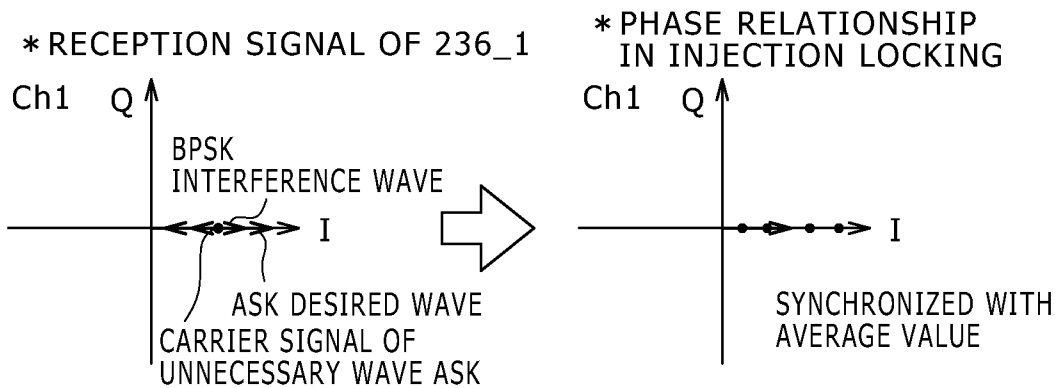 * RECEPTION SIGNAL OF 236_1
Ch1 Q
BPSK
INTERFERENCE WAVE
I
ASK DESIRED WAVE
CARRIER SIGNAL OF
UNNECESSARY WAVE ASK
* PHASE RELATIONSHIP
IN INJECTION LOCKING
Ch1 Q
I
SYNCHRONIZED WITH
AVERAGE VALUE